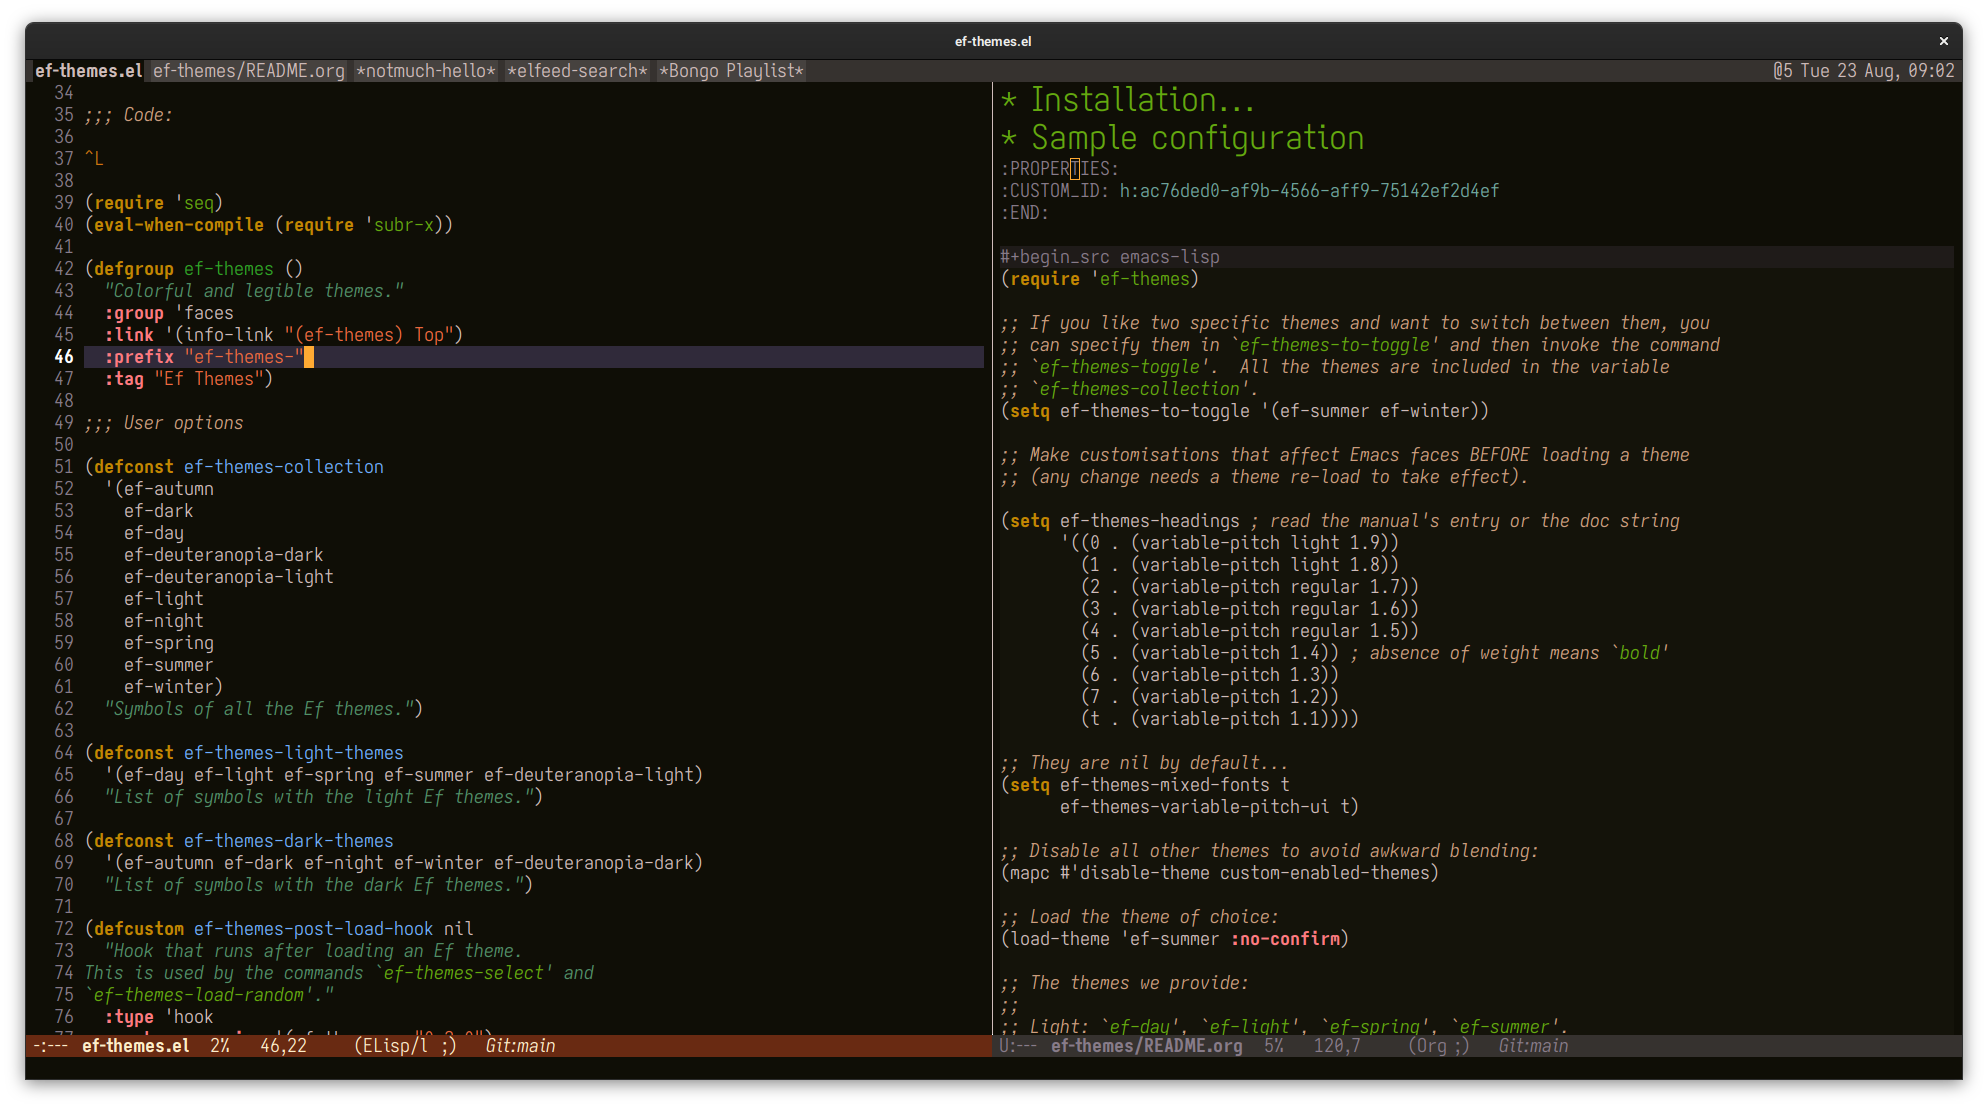 ef-themes.el ×
ef-themes.el ef-themes/README.org *notmuch-hello* *elfeed-search* *Bongo Playlist* @5 Tue 23 Aug, 09:02
34
35 ;;; Code:
36
37 ^L
38
39 (require 'seq)
40 (eval-when-compile (require 'subr-x))
41
42 (defgroup ef-themes ()
43   "Colorful and legible themes."
44   :group 'faces
45   :link '(info-link "(ef-themes) Top")
46   :prefix "ef-themes-"
47   :tag "Ef Themes")
48
49 ;;; User options
50
51 (defconst ef-themes-collection
52   '(ef-autumn
53     ef-dark
54     ef-day
55     ef-deuteranopia-dark
56     ef-deuteranopia-light
57     ef-light
58     ef-night
59     ef-spring
60     ef-summer
61     ef-winter)
62   "Symbols of all the Ef themes.")
63
64 (defconst ef-themes-light-themes
65   '(ef-day ef-light ef-spring ef-summer ef-deuteranopia-light)
66   "List of symbols with the light Ef themes.")
67
68 (defconst ef-themes-dark-themes
69   '(ef-autumn ef-dark ef-night ef-winter ef-deuteranopia-dark)
70   "List of symbols with the dark Ef themes.")
71
72 (defcustom ef-themes-post-load-hook nil
73   "Hook that runs after loading an Ef theme.
74 This is used by the commands `ef-themes-select' and
75 `ef-themes-load-random'."
76   :type 'hook
-:--- ef-themes.el 2% 46,22 (ELisp/l ;) Git:main
* Installation...
* Sample configuration
:PROPERTIES:
:CUSTOM_ID: h:ac76ded0-af9b-4566-aff9-75142ef2d4ef
:END:
#+begin_src emacs-lisp
(require 'ef-themes)
;; If you like two specific themes and want to switch between them, you
;; can specify them in `ef-themes-to-toggle' and then invoke the command
;; `ef-themes-toggle'.  All the themes are included in the variable
;; `ef-themes-collection'.
(setq ef-themes-to-toggle '(ef-summer ef-winter))
;; Make customisations that affect Emacs faces BEFORE loading a theme
;; (any change needs a theme re-load to take effect).
(setq ef-themes-headings ; read the manual's entry or the doc string
      '((0 . (variable-pitch light 1.9))
        (1 . (variable-pitch light 1.8))
        (2 . (variable-pitch regular 1.7))
        (3 . (variable-pitch regular 1.6))
        (4 . (variable-pitch regular 1.5))
        (5 . (variable-pitch 1.4)) ; absence of weight means `bold'
        (6 . (variable-pitch 1.3))
        (7 . (variable-pitch 1.2))
        (t . (variable-pitch 1.1))))
;; They are nil by default...
(setq ef-themes-mixed-fonts t
      ef-themes-variable-pitch-ui t)
;; Disable all other themes to avoid awkward blending:
(mapc #'disable-theme custom-enabled-themes)
;; Load the theme of choice:
(load-theme 'ef-summer :no-confirm)
;; The themes we provide:
;;
;; Light: `ef-day', `ef-light', `ef-spring', `ef-summer'.
U:--- ef-themes/README.org 5% 120,7 (Org ;) Git:main